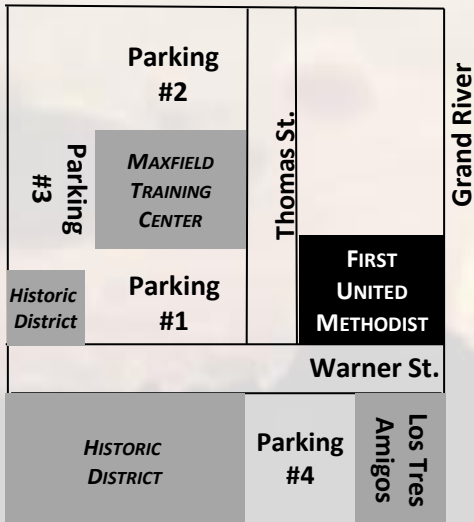 Parking
#2
Thomas St.
Grand River
Parking
#3
MAXFIELD
TRAINING
CENTER
FIRST
UNITED
METHODIST
Historic
District
Parking
#1
Warner St.
HISTORIC
DISTRICT
Parking
#4
Los Tres
Amigos